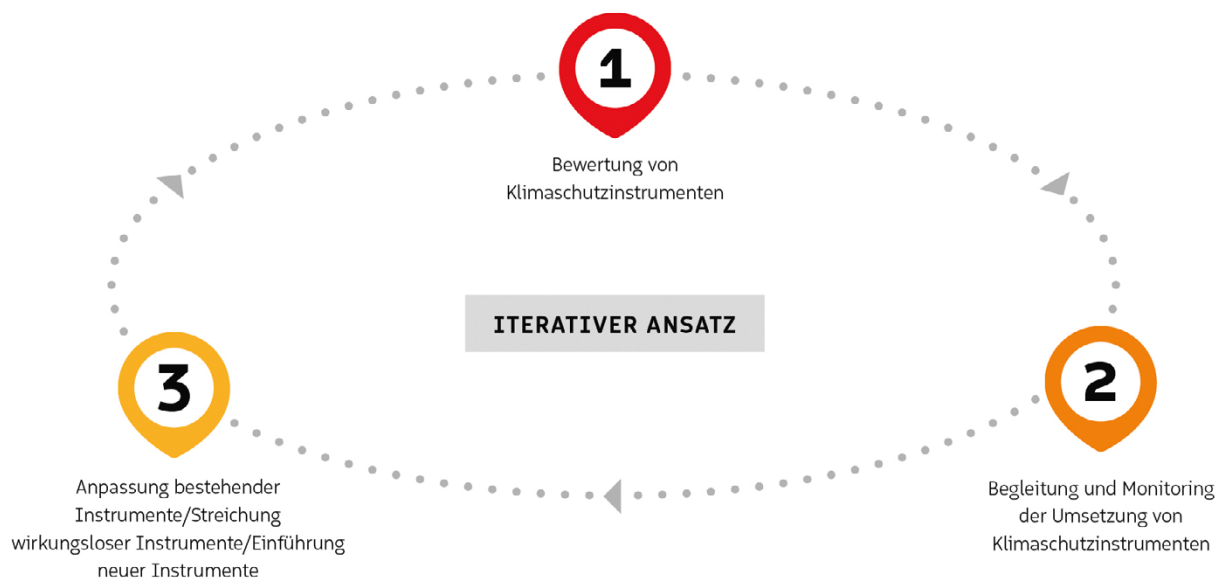 1
Bewertung von
Klimaschutzinstrumenten
ITERATIVER ANSATZ
2
Begleitung und Monitoring
der Umsetzung von
Klimaschutzinstrumenten
3
Anpassung bestehender
Instrumente/Streichung
wirkungsloser Instrumente/Einführung
neuer Instrumente